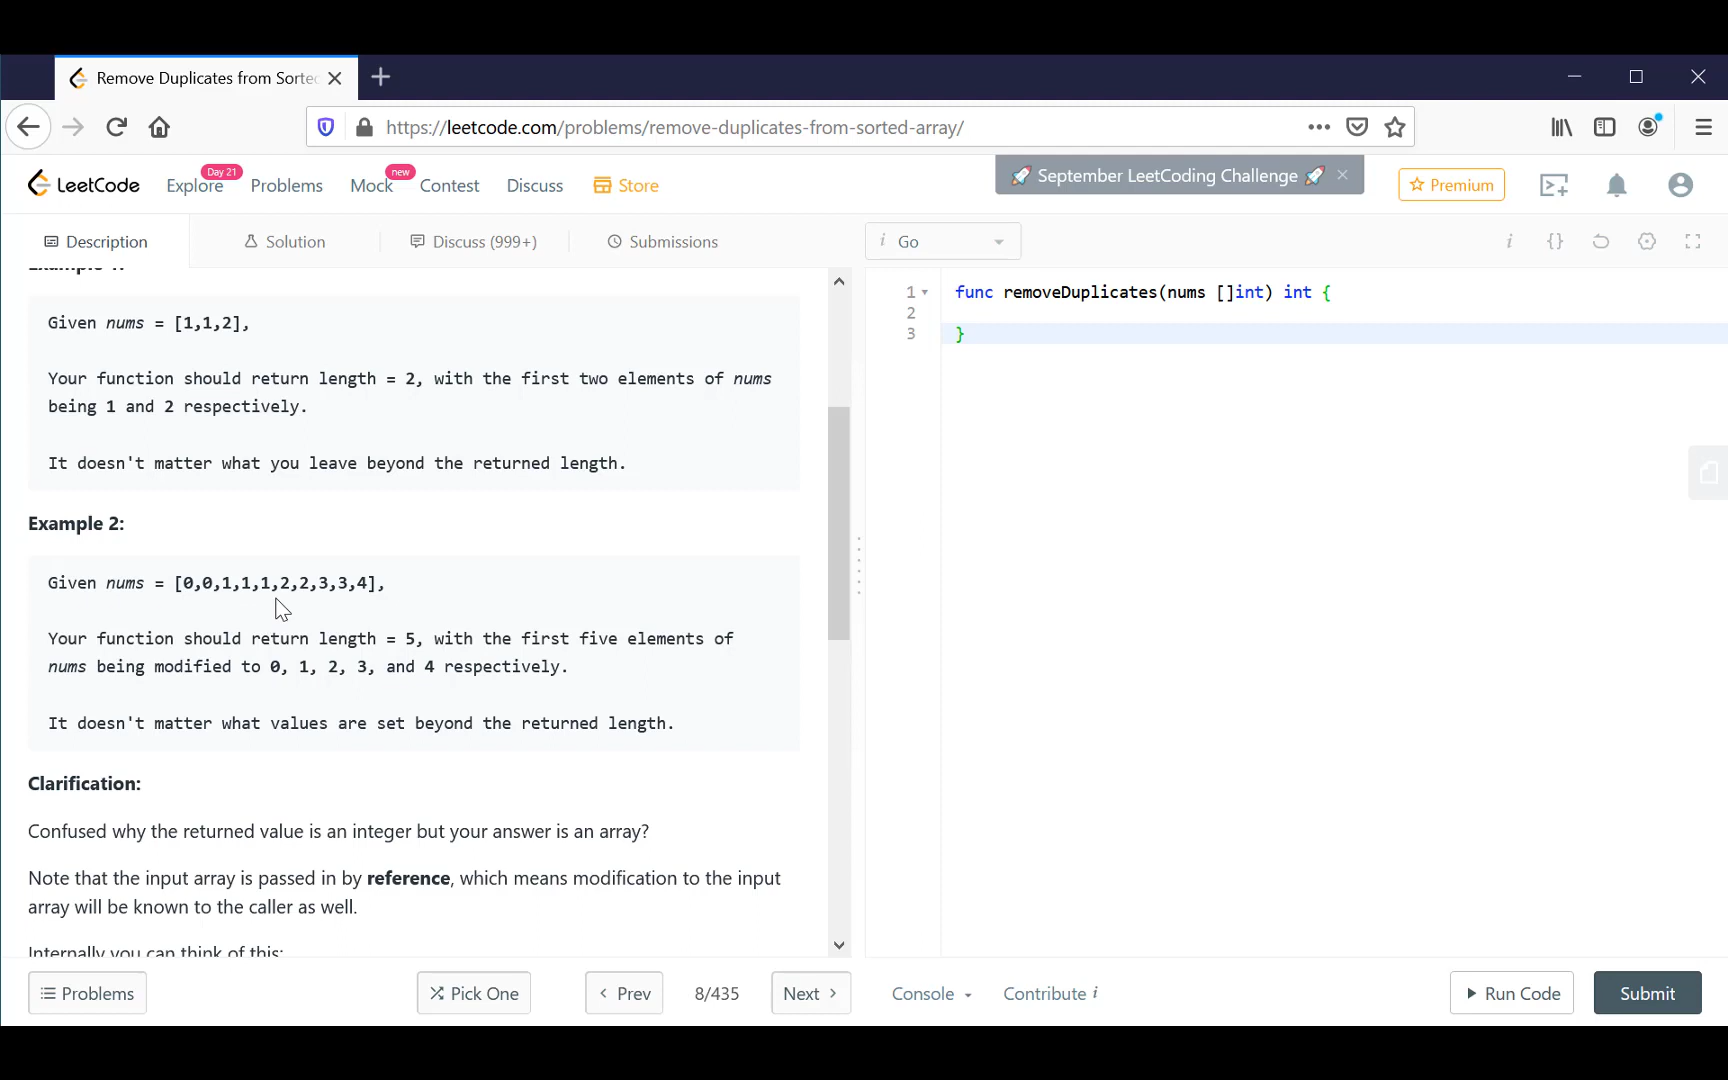 Remove Duplicates from Sorte
https://leetcode.com/problems/remove-duplicates-from-sorted-array/
LeetCode
Explore
Day 21
Problems
Mock
new
Contest
Discuss
Store
🚀 September LeetCoding Challenge 🚀
Premium
Description
Solution
Discuss (999+)
Submissions
i Go
Given nums = [1,1,2],
Your function should return length = 2, with the first two elements of nums
being 1 and 2 respectively.
It doesn't matter what you leave beyond the returned length.
Example 2:
Given nums = [0,0,1,1,1,2,2,3,3,4],
Your function should return length = 5, with the first five elements of
nums being modified to 0, 1, 2, 3, and 4 respectively.
It doesn't matter what values are set beyond the returned length.
Clarification:
Confused why the returned value is an integer but your answer is an array?
Note that the input array is passed in by reference, which means modification to the input
array will be known to the caller as well.
Internally you can think of this:
1 func removeDuplicates(nums []int) int {
2
3 }
Problems
Pick One
Prev
8/435
Next
Console
Contribute i
Run Code
Submit